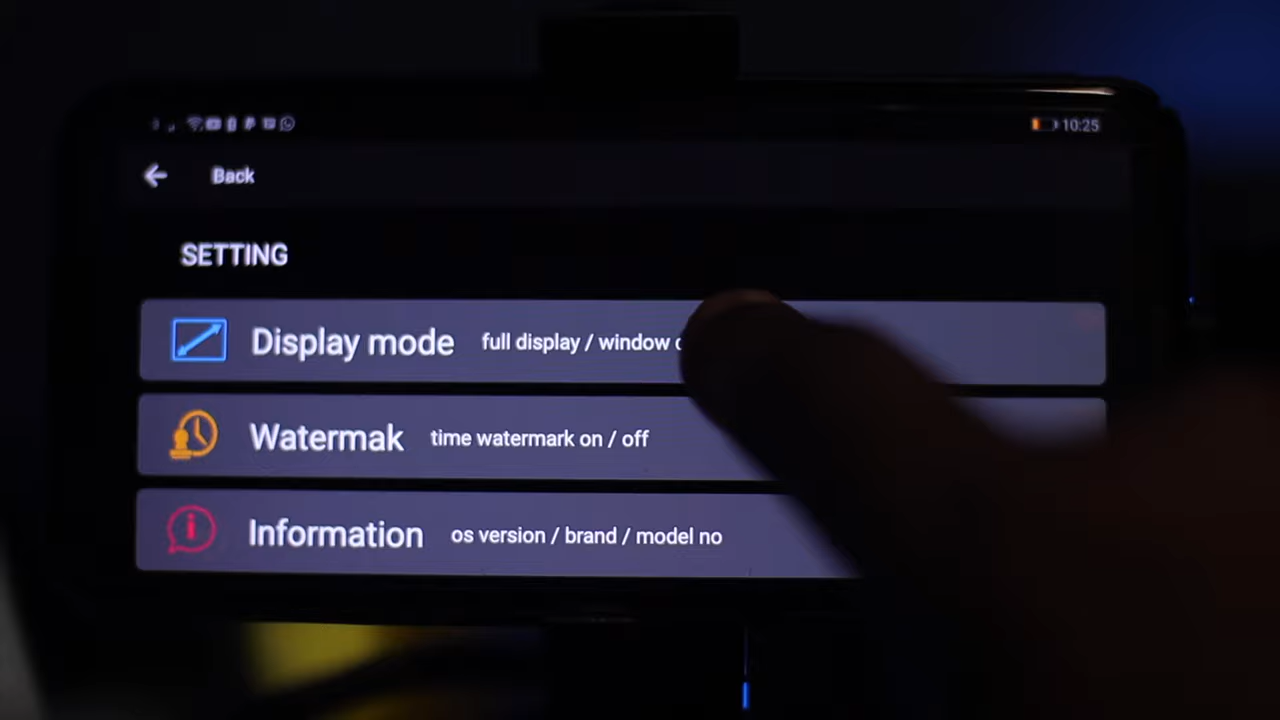 10:25
Back
SETTING
Display mode full display / window
Watermak time watermark on / off
Information os version / brand / model no